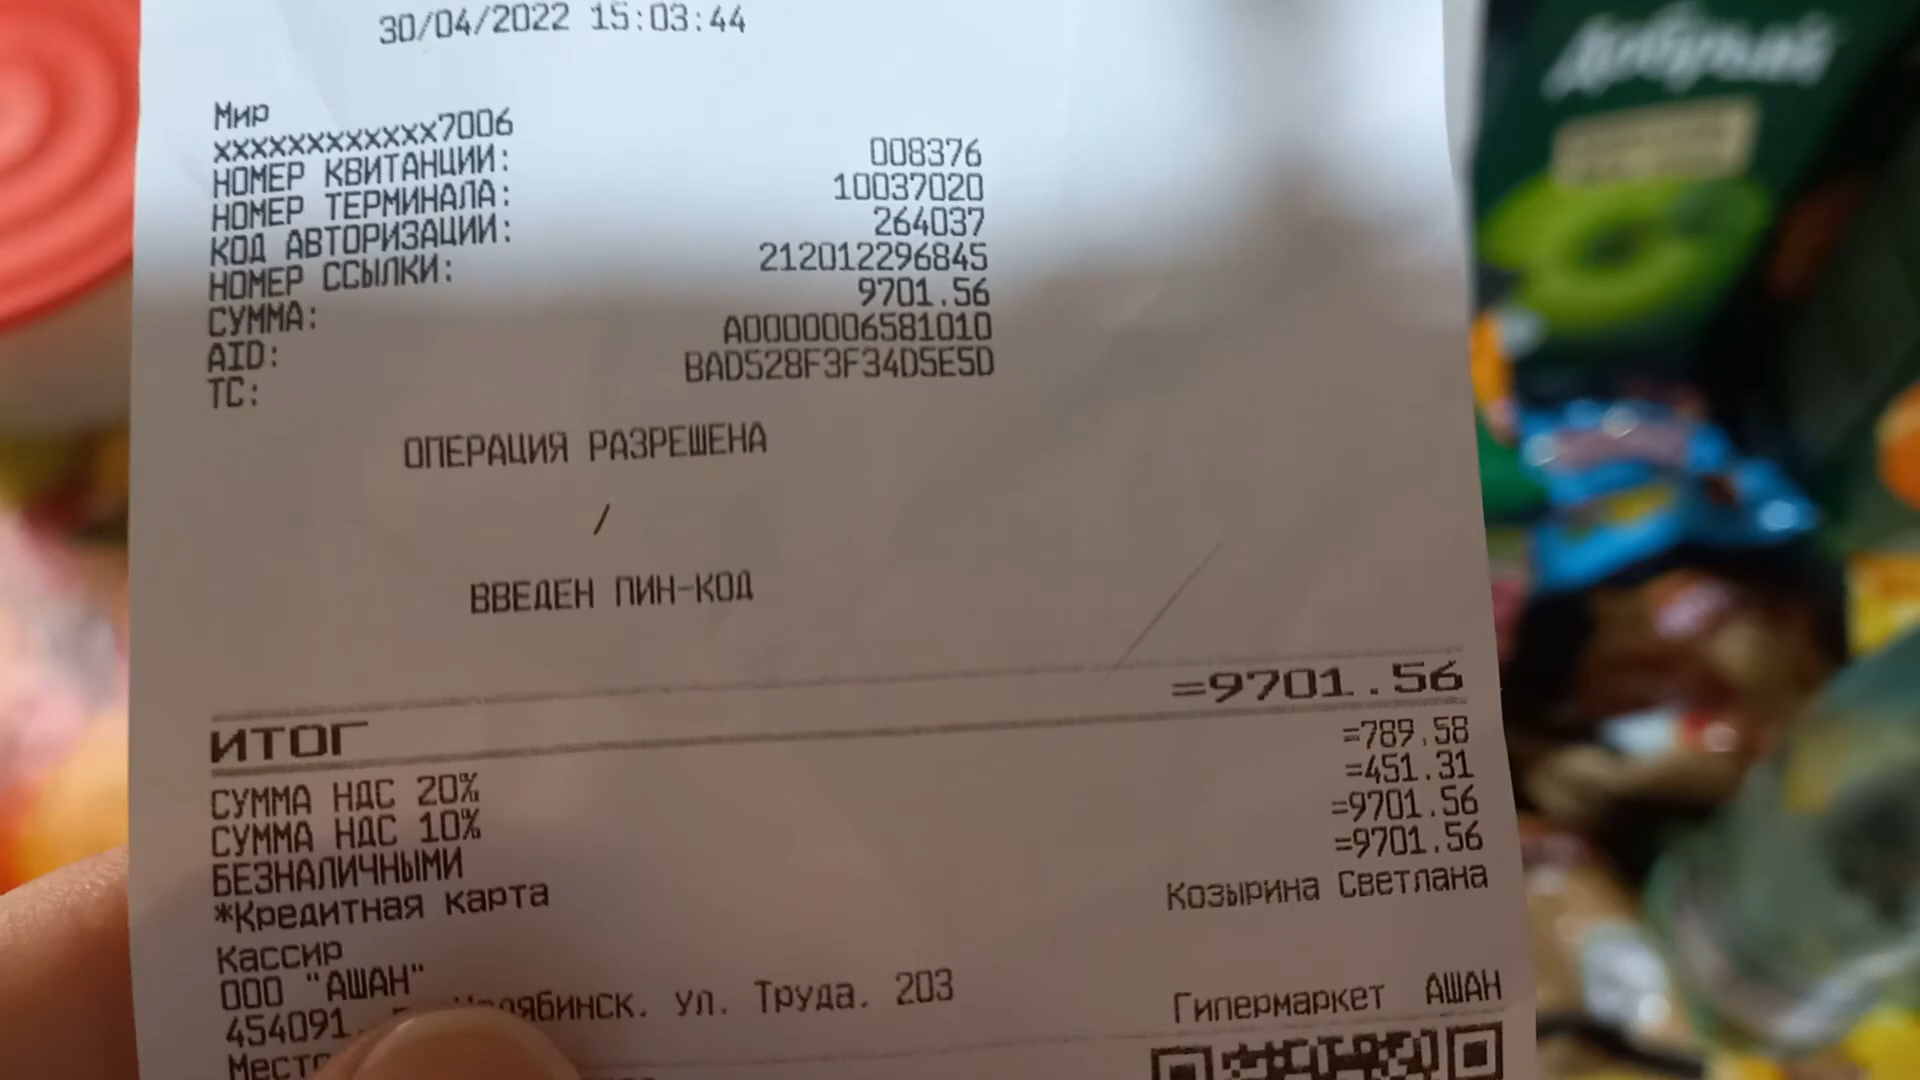 30/04/2022 15:03:44
Мир
xxxxxxxxxxxx7006
НОМЕР КВИТАНЦИИ: 008376
НОМЕР ТЕРМИНАЛА: 10037020
КОД АВТОРИЗАЦИИ: 264037
НОМЕР ССЫЛКИ: 212012296845
СУММА: 9701.56
AID: A0000006581010
TC: BAD528F3F34D5E5D
ОПЕРАЦИЯ РАЗРЕШЕНА
/
ВВЕДЕН ПИН-КОД
ИТОГ =9701.56
СУММА НДС 20% =789.58
СУММА НДС 10% =451.31
БЕЗНАЛИЧНЫМИ =9701.56
*Кредитная карта =9701.56
Кассир Козырина Светлана
ООО "АШАН"
454091. ул. Труда. 203
Место Гипермаркет АШАН
Добрый